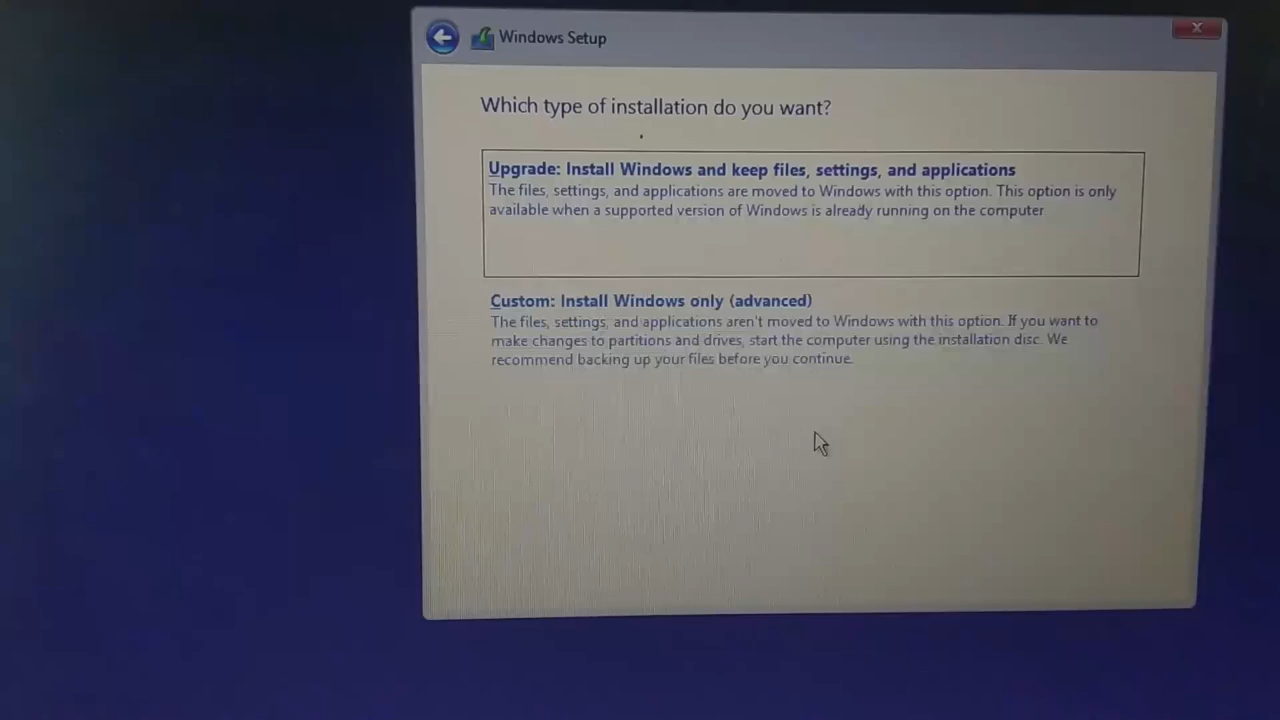 Windows Setup
Which type of installation do you want?
Upgrade: Install Windows and keep files, settings, and applications
The files, settings, and applications are moved to Windows with this option. This option is only
available when a supported version of Windows is already running on the computer
Custom: Install Windows only (advanced)
The files, settings, and applications aren't moved to Windows with this option. If you want to
make changes to partitions and drives, start the computer using the installation disc. We
recommend backing up your files before you continue.